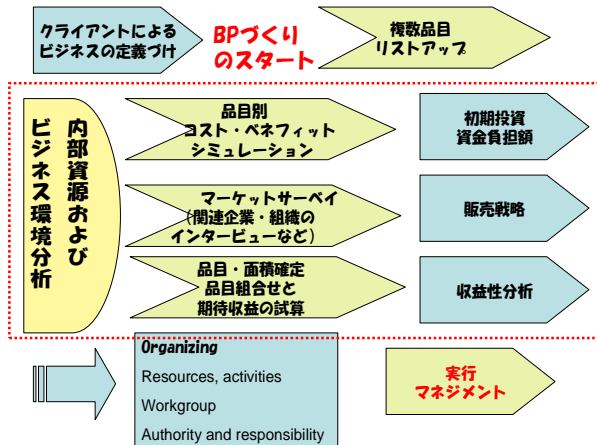 クライアントによる
ビジネスの定義づけ
BPづくり
のスタート
複数品目
リストアップ
内部資源および
ビジネス環境分析
品目別
コスト・ベネフィット
シミュレーション
初期投資
資金負担額
マーケットサーベイ
(関連企業・組織の
インタービューなど)
販売戦略
品目・面積確定
品目組合せと
期待収益の試算
収益性分析
Organizing
Resources, activities
Workgroup
Authority and responsibility
実行
マネジメント